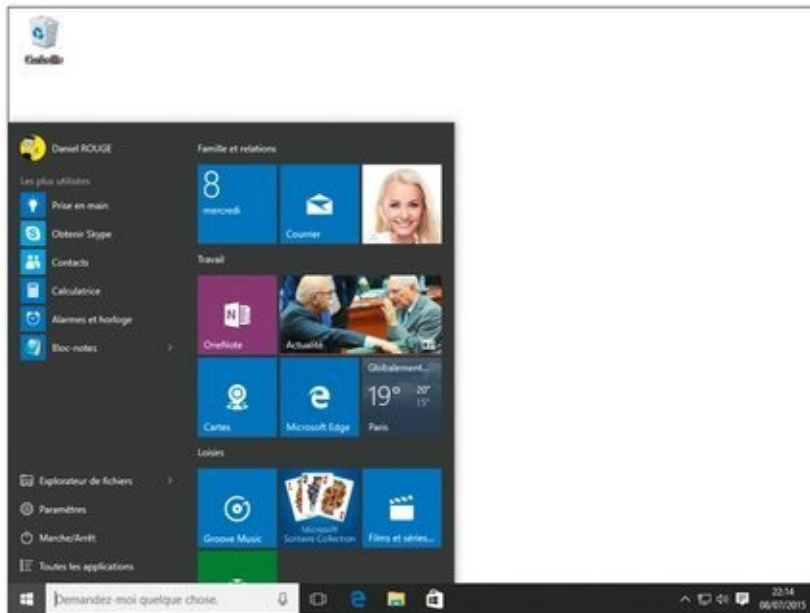 Corbeille
Daniel ROUGE
Les plus utilisées
Prise en main
Obtenir Skype
Contacts
Calculatrice
Alarmes et horloge
Bloc-notes
Explorateur de fichiers
Paramètres
Marche/Arrêt
Toutes les applications
Famille et relations
8
mercredi
Courrier
Travail
OneNote
Actualité
Cartes
Microsoft Edge
Globalement...
19° 20°
15°
Paris
Loisirs
Groove Music
Microsoft
Solitaire Collection
Films et séries...
Demandez-moi quelque chose.
22:14
08/07/2015